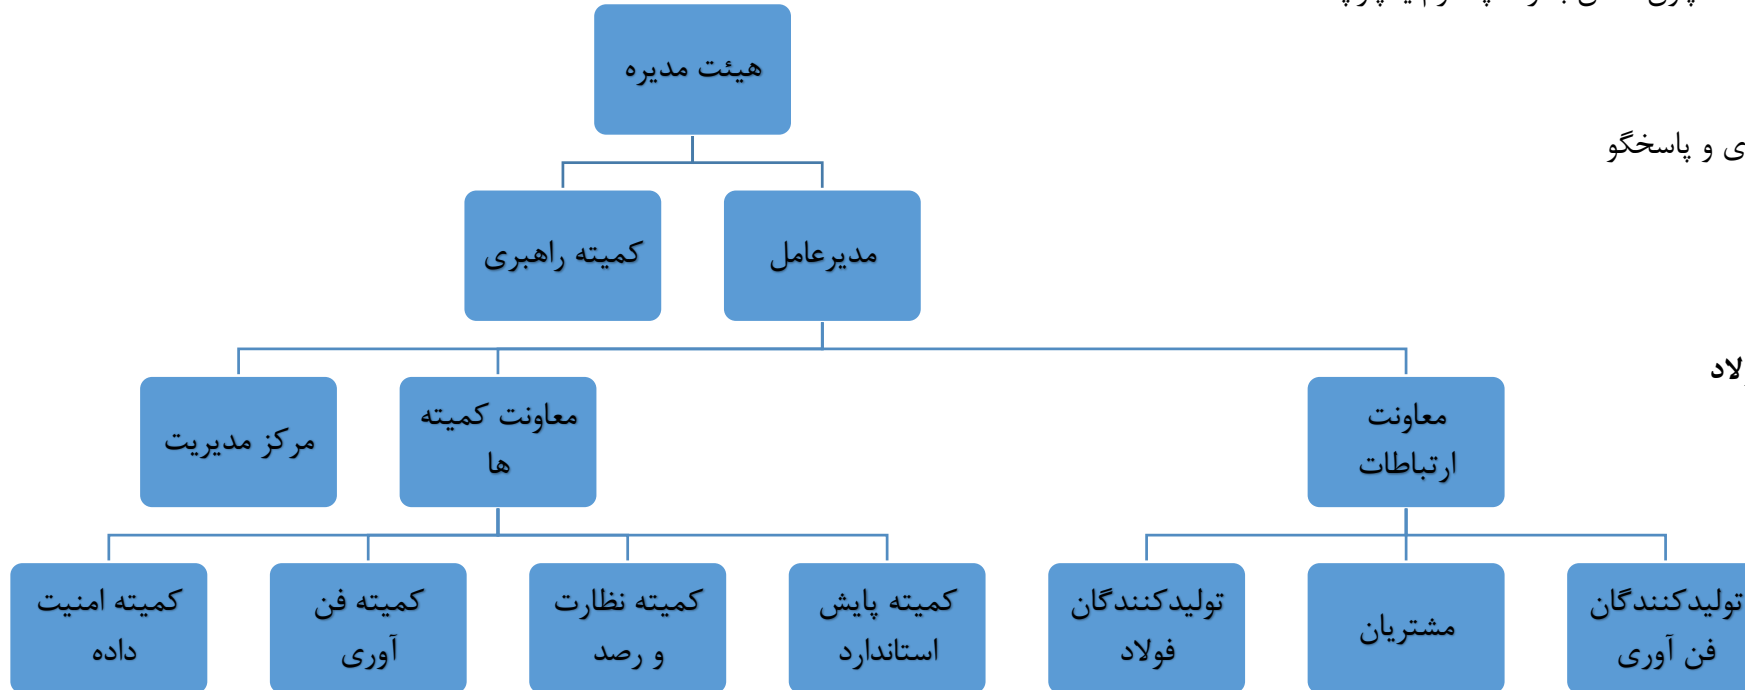 هیئت مدیره
ی و پاسخگو
مدیرعامل
کمیته راهبری
معاونت
ارتباطات
معاونت کمیته
ها
مرکز مدیریت
تولیدکنندگان
فن آوری
مشتریان
تولیدکنندگان
فولاد
کمیته پایش
استاندارد
کمیته نظارت
و رصد
کمیته فن
آوری
کمیته امنیت
داده